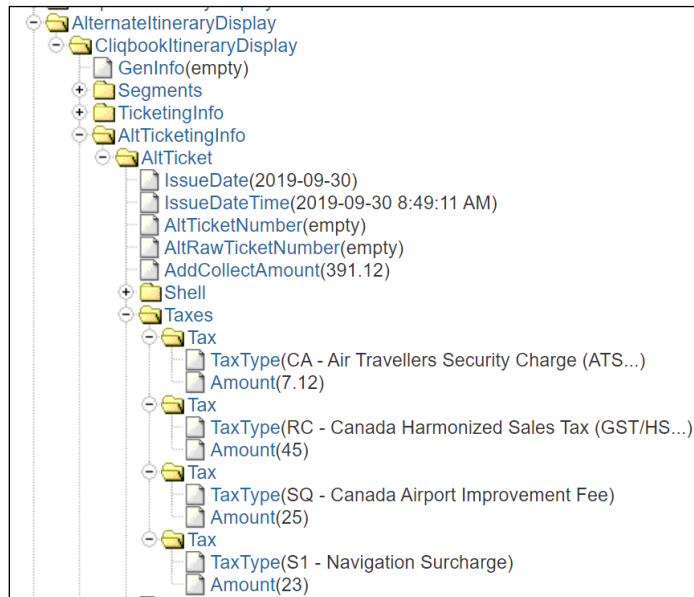 AlternateItineraryDisplay
CliqbookItineraryDisplay
GenInfo(empty)
Segments
TicketingInfo
AltTicketingInfo
AltTicket
IssueDate(2019-09-30)
IssueDateTime(2019-09-30 8:49:11 AM)
AltTicketNumber(empty)
AltRawTicketNumber(empty)
AddCollectAmount(391.12)
Shell
Taxes
Tax
TaxType(CA - Air Travellers Security Charge (ATS...)
Amount(7.12)
Tax
TaxType(RC - Canada Harmonized Sales Tax (GST/HS...)
Amount(45)
Tax
TaxType(SQ - Canada Airport Improvement Fee)
Amount(25)
Tax
TaxType(S1 - Navigation Surcharge)
Amount(23)